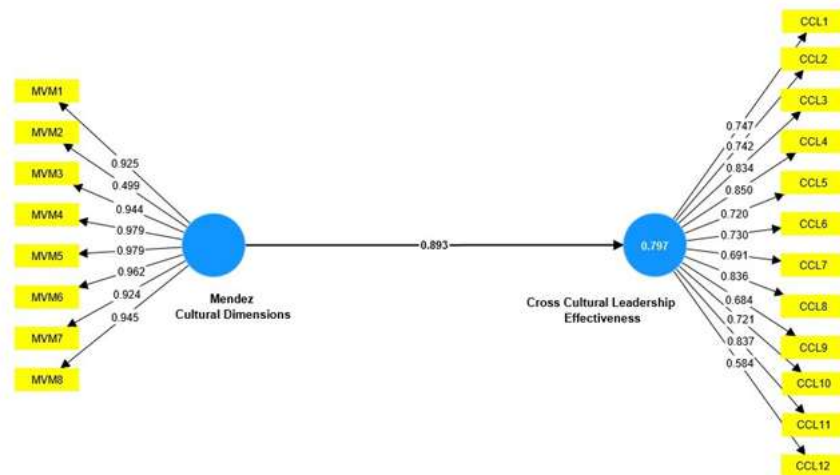 CCL1
CCL2
CCL3
CCL4
CCL5
CCL6
CCL7
CCL8
CCL9
CCL10
CCL11
CCL12
MVM1
MVM2
MVM3
MVM4
MVM5
MVM6
MVM7
MVM8
0.925
0.499
0.944
0.979
0.979
0.962
0.924
0.945
Mendez
Cultural Dimensions
0.893
0.797
Cross Cultural Leadership
Effectiveness
0.747
0.742
0.834
0.850
0.720
0.730
0.691
0.836
0.684
0.721
0.837
0.584